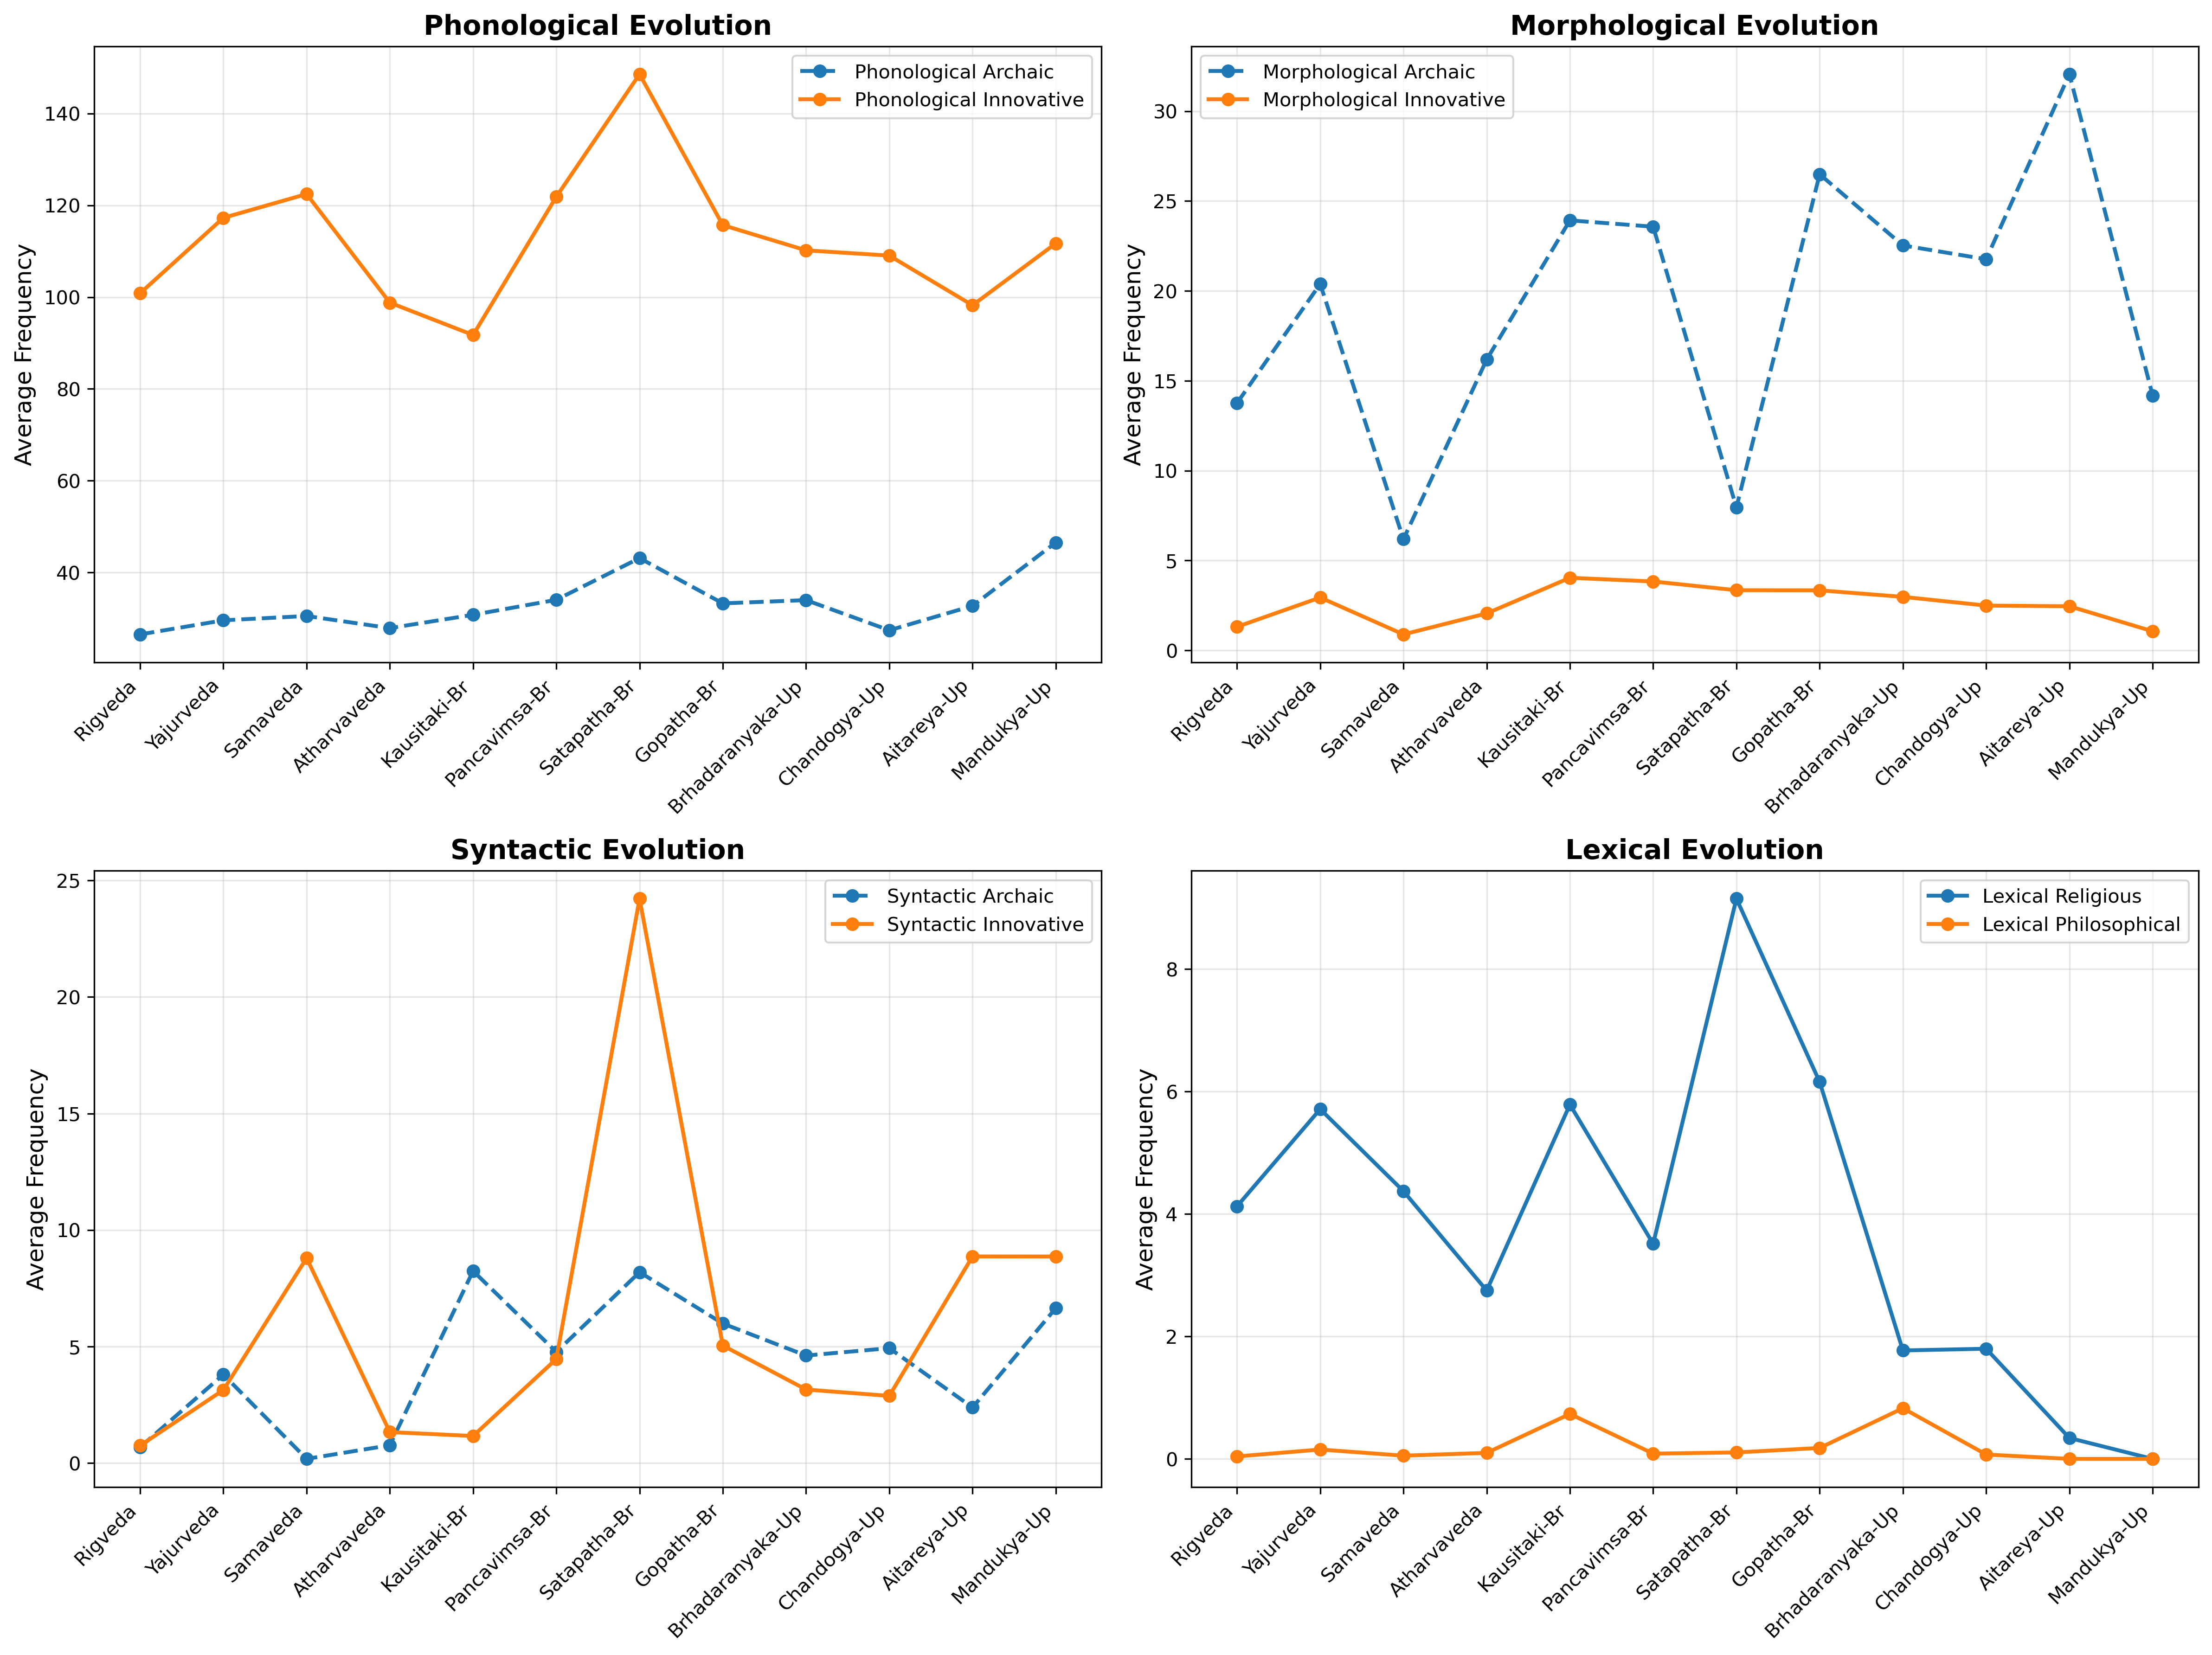 Phonological Evolution
Phonological Archaic
Phonological Innovative
Average Frequency
140
120
100
80
60
40
Rigveda
Yajurveda
Samaveda
Atharvaveda
Kausitaki-Br
Pancavimsa-Br
Satapatha-Br
Gopatha-Br
Brhadaranyaka-Up
Chandogya-Up
Aitareya-Up
Mandukya-Up
Morphological Evolution
Morphological Archaic
Morphological Innovative
Average Frequency
30
25
20
15
10
5
0
Rigveda
Yajurveda
Samaveda
Atharvaveda
Kausitaki-Br
Pancavimsa-Br
Satapatha-Br
Gopatha-Br
Brhadaranyaka-Up
Chandogya-Up
Aitareya-Up
Mandukya-Up
Syntactic Evolution
Syntactic Archaic
Syntactic Innovative
Average Frequency
25
20
15
10
5
0
Rigveda
Yajurveda
Samaveda
Atharvaveda
Kausitaki-Br
Pancavimsa-Br
Satapatha-Br
Gopatha-Br
Brhadaranyaka-Up
Chandogya-Up
Aitareya-Up
Mandukya-Up
Lexical Evolution
Lexical Religious
Lexical Philosophical
Average Frequency
8
6
4
2
0
Rigveda
Yajurveda
Samaveda
Atharvaveda
Kausitaki-Br
Pancavimsa-Br
Satapatha-Br
Gopatha-Br
Brhadaranyaka-Up
Chandogya-Up
Aitareya-Up
Mandukya-Up